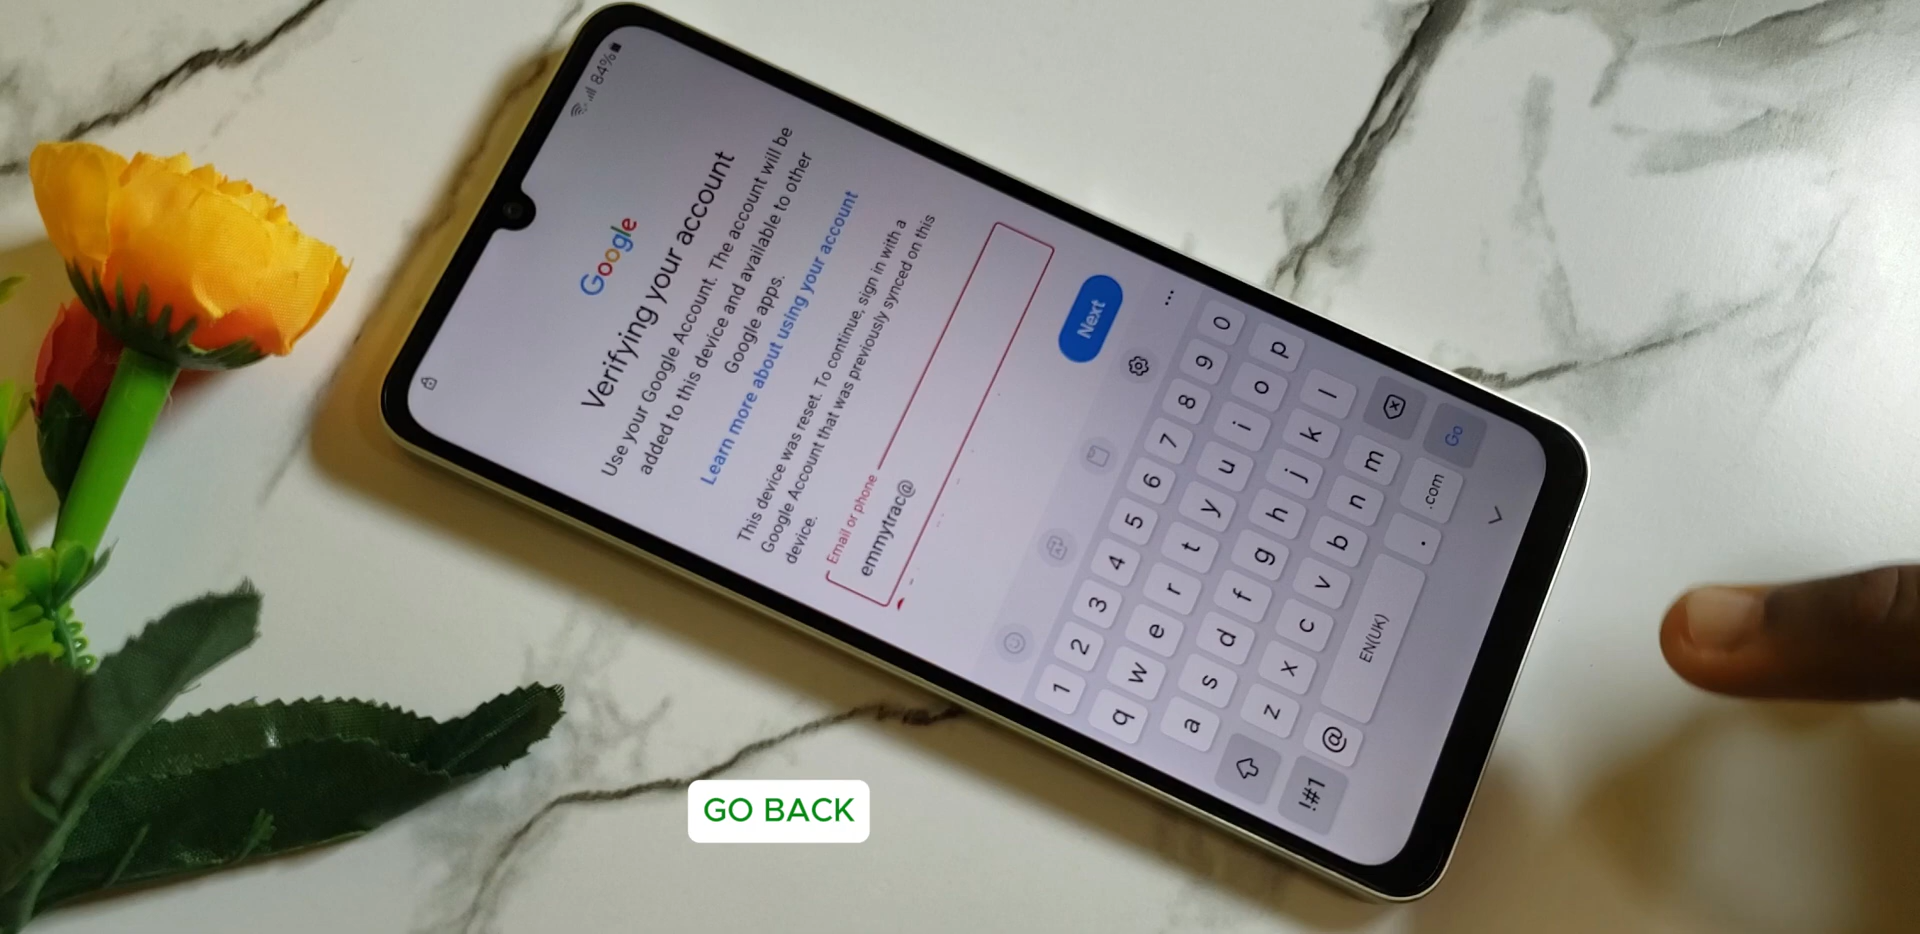 84%
Google
Verifying your account
Use your Google Account. The account will be
added to this device and available to other
Google apps.
Learn more about using your account
This device was reset. To continue, sign in with a
Google Account that was previously synced on this
device.
Email or phone
emmytrac@
Next
1 2 3 4 5 6 7 8 9 0
q w e r t y u i o p
a s d f g h j k l
z x c v b n m
!#1 @ EN(UK) . .com Go
GO BACK